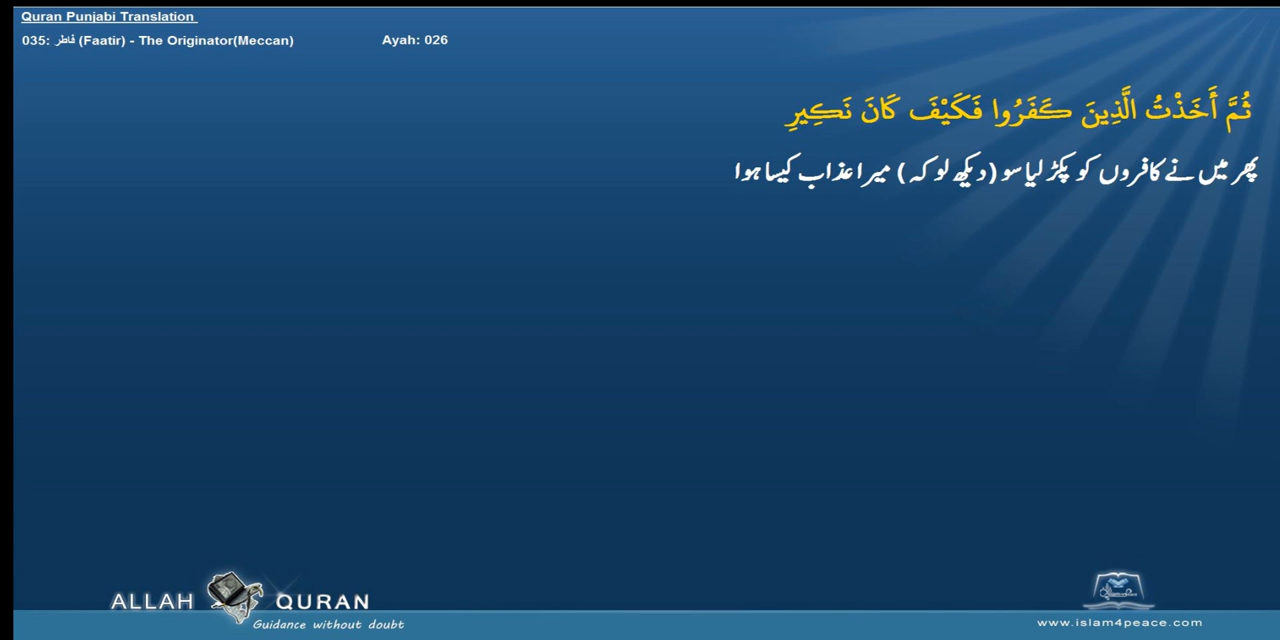 Quran Punjabi Translation
035: فاطر (Faatir) - The Originator(Meccan) Ayah: 026
ثُمَّ أَخَذْتُ الَّذِينَ كَفَرُوا فَكَيْفَ كَانَ نَكِيرِ
پھر میں نے کافروں کو پکڑ لیا سو (دیکھ لو کہ) میرا عذاب کیسا ہوا
ALLAH QURAN
Guidance without doubt
www.islam4peace.com